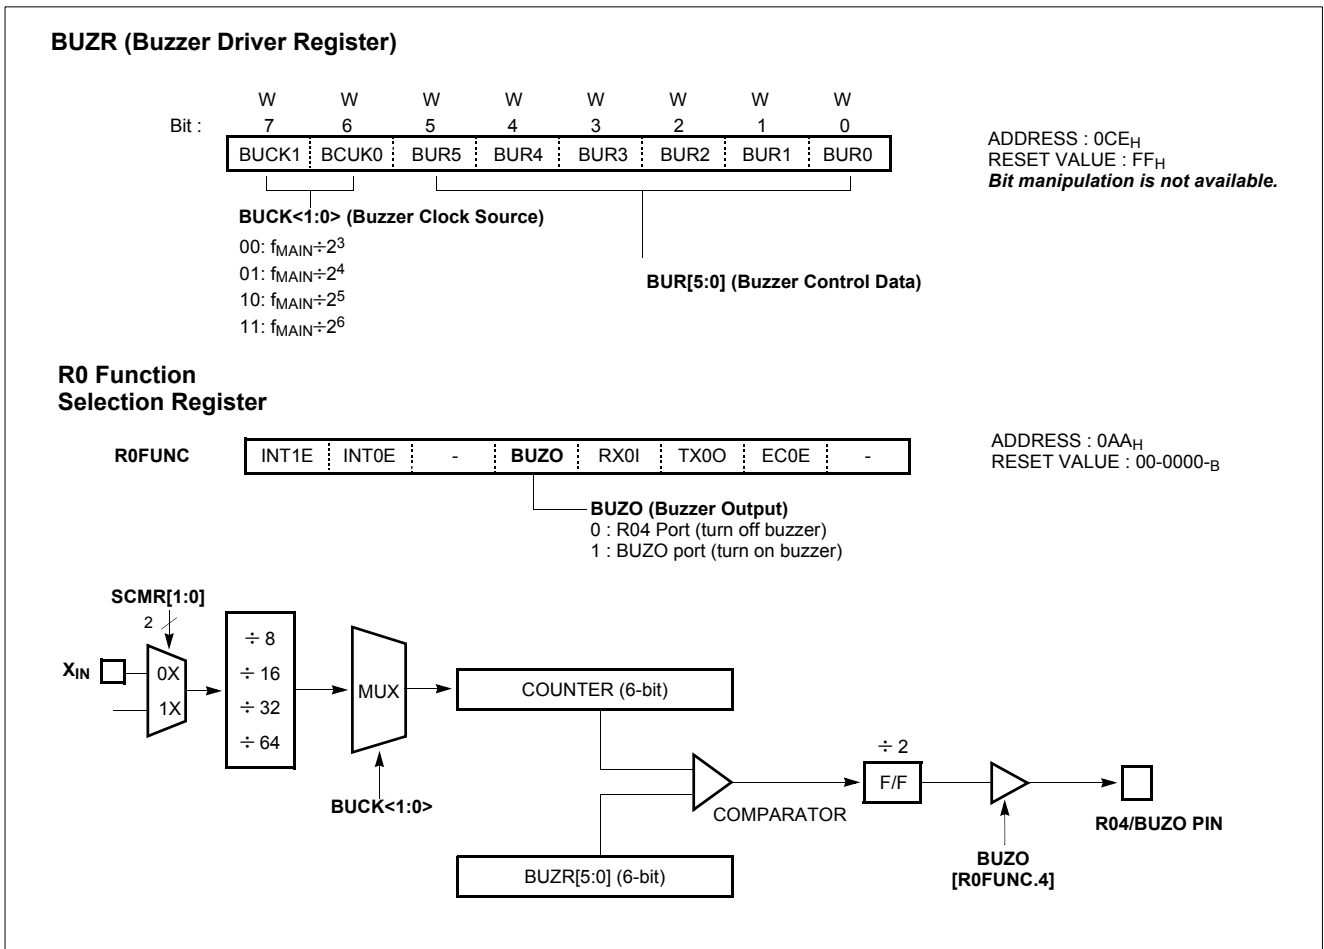 BUZR (Buzzer Driver Register)
W W W W W W W W
Bit : 7 6 5 4 3 2 1 0
BUCK1 BCUK0 BUR5 BUR4 BUR3 BUR2 BUR1 BUR0
ADDRESS : 0CEH
RESET VALUE : FFH
Bit manipulation is not available.
BUCK<1:0> (Buzzer Clock Source)
00: fMAIN÷2³
01: fMAIN÷2⁴
10: fMAIN÷2⁵
11: fMAIN÷2⁶
BUR[5:0] (Buzzer Control Data)
R0 Function
Selection Register
R0FUNC INT1E INT0E - BUZO RX0I TX0O EC0E -
ADDRESS : 0AAH
RESET VALUE : 00-0000-B
BUZO (Buzzer Output)
0 : R04 Port (turn off buzzer)
1 : BUZO port (turn on buzzer)
SCMR[1:0]
2
XIN
0X
1X
÷ 8
÷ 16
÷ 32
÷ 64
MUX
BUCK<1:0>
COUNTER (6-bit)
COMPARATOR
BUZR[5:0] (6-bit)
÷ 2
F/F
R04/BUZO PIN
BUZO
[R0FUNC.4]